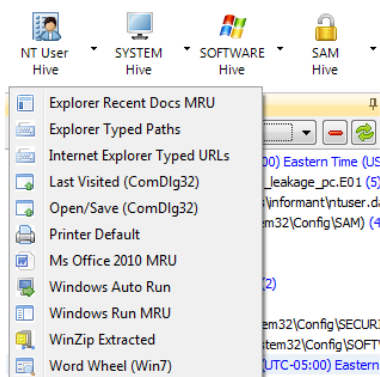 NT User Hive
SYSTEM Hive
SOFTWARE Hive
SAM Hive
Explorer Recent Docs MRU
Explorer Typed Paths
Internet Explorer Typed URLs
Last Visited (ComDlg32)
Open/Save (ComDlg32)
Printer Default
Ms Office 2010 MRU
Windows Auto Run
Windows Run MRU
WinZip Extracted
Word Wheel (Win7)
00) Eastern Time (US
_leakage_pc.E01 (5)
s\informant\ntuser.da
em32\Config\SAM) (4
(2)
em32\Config\SECURI
stem32\Config\SOFT
(UTC-05:00) Eastern